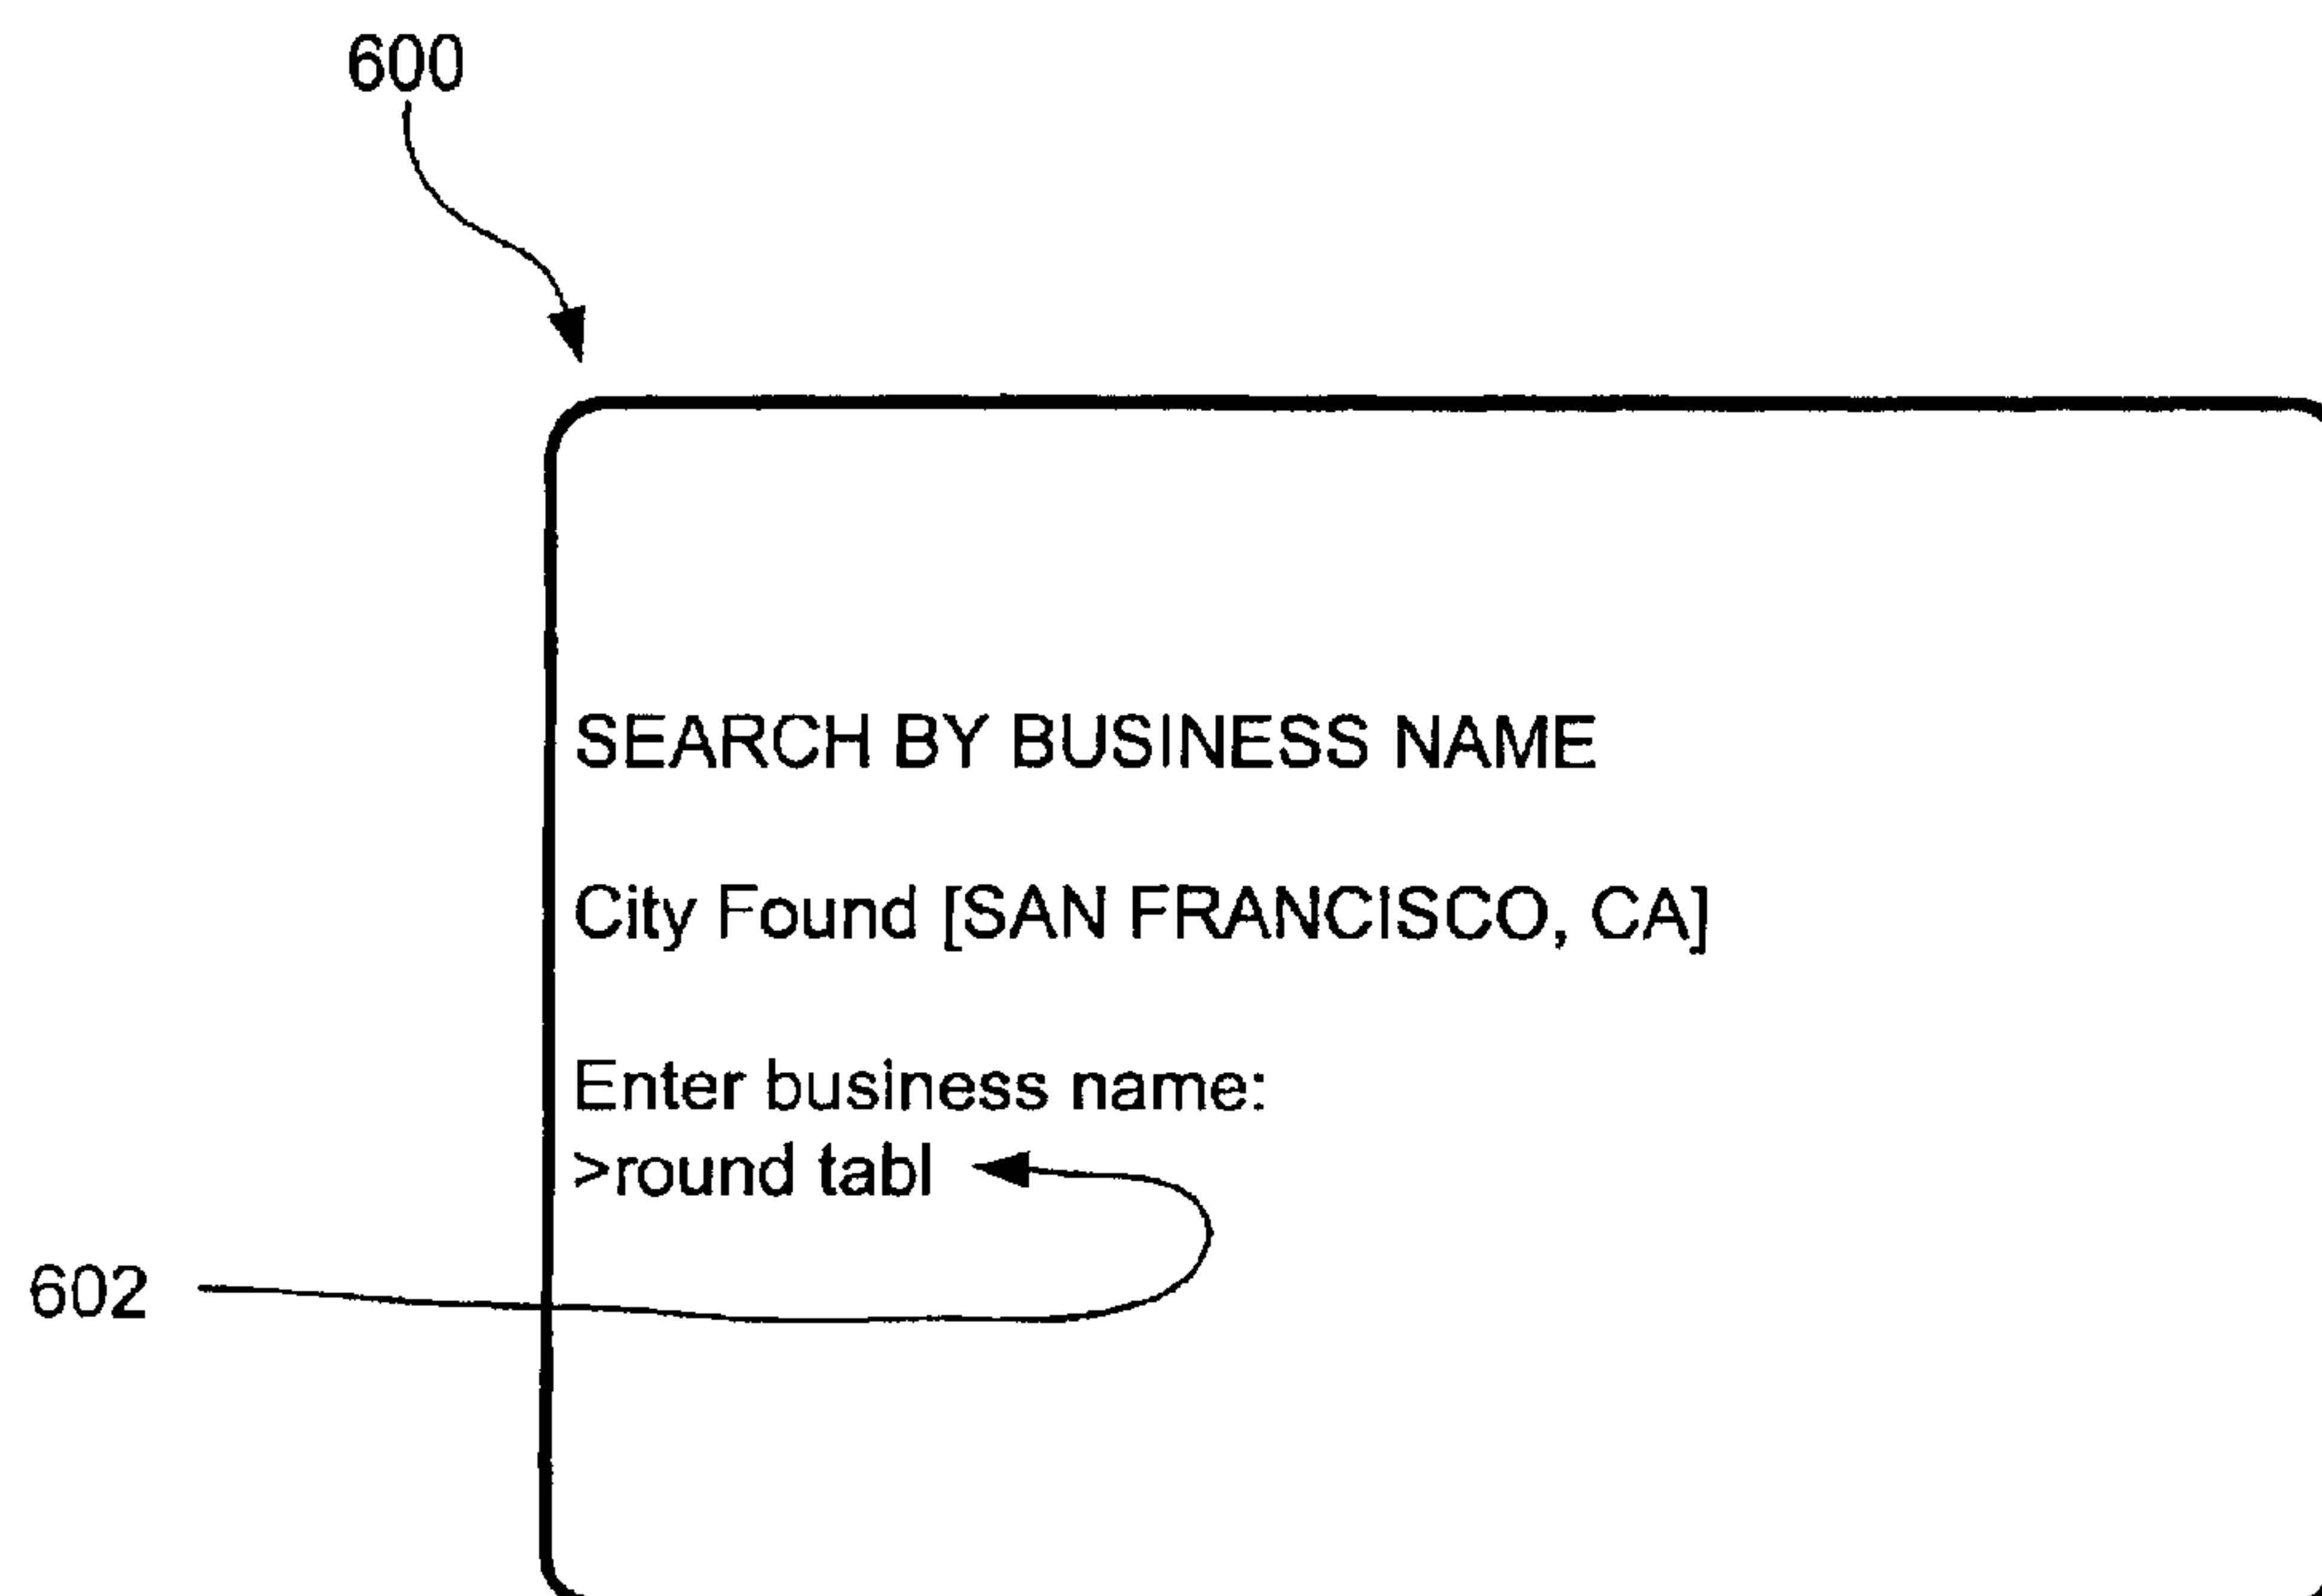 600
SEARCH BY BUSINESS NAME
City Found [SAN FRANCISCO, CA]
Enter business name:
>round tabl
602